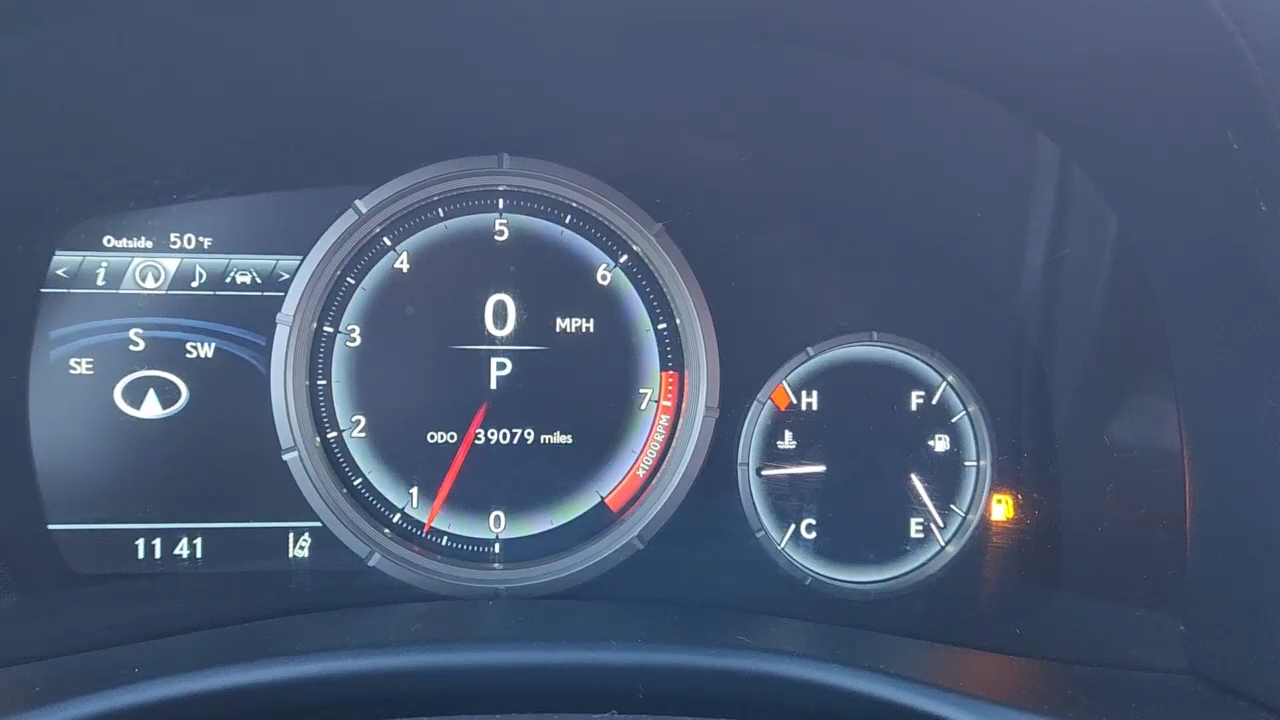 Outside 50°F
< i >
S
SE SW
11 41
5
4 6
3
2 7
1 0
x1000RPM
0 MPH
P
ODO 39079 miles
H F
C E